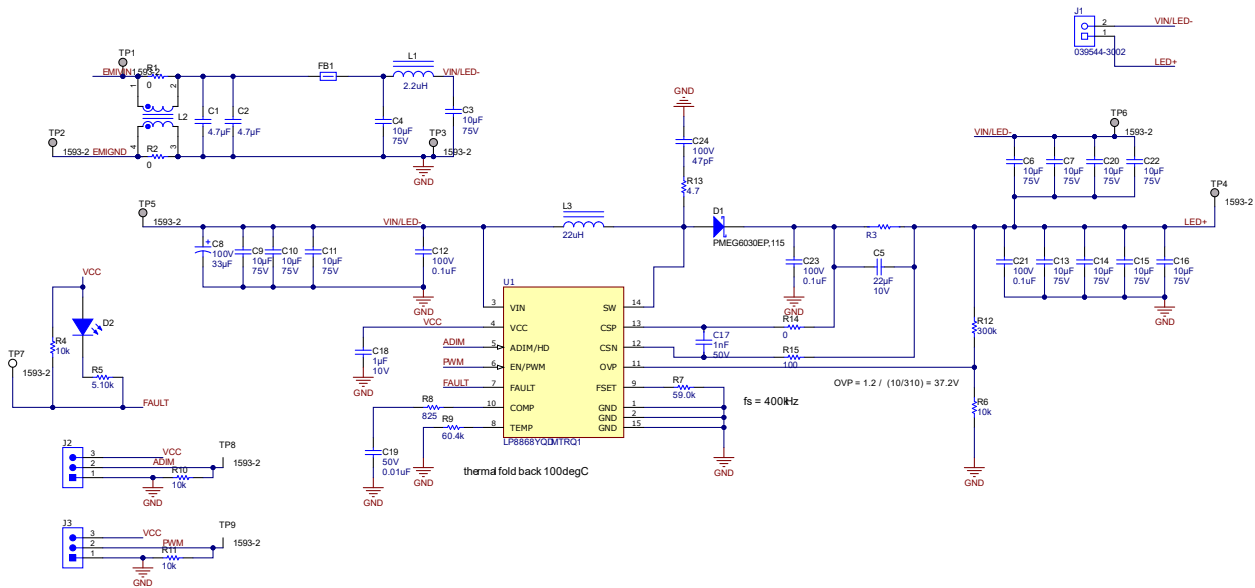 J1
2
1
VIN/LED-
039544-3002
LED+
TP1
EMIVIN
1593-2
R1
0
1
2
L2
4
3
TP2
1593-2
EMIGND
R2
0
C1
4.7µF
C2
4.7µF
FB1
L1
2.2uH
VIN/LED-
C4
10µF
75V
C3
10µF
75V
TP3
1593-2
GND
GND
C24
100V
47pF
R13
4.7
TP6
1593-2
VIN/LED-
C6
10µF
75V
C7
10µF
75V
C20
10µF
75V
C22
10µF
75V
TP4
1593-2
LED+
TP5
1593-2
VIN/LED-
L3
22uH
D1
PMEG6030EP,115
R3
C8
100V
33µF
C9
10µF
75V
C10
10µF
75V
C11
10µF
75V
C12
100V
0.1uF
GND
C23
100V
0.1uF
GND
C5
22µF
10V
C21
100V
0.1uF
C13
10µF
75V
C14
10µF
75V
C15
10µF
75V
C16
10µF
75V
GND
U1
3
VIN
4
VCC
5
ADIM/HD
6
EN/PWM
7
FAULT
10
COMP
8
TEMP
SW
14
CSP
13
CSN
12
OVP
11
FSET
9
GND
1
GND
2
GND
15
LP8868YQDMTRQ1
VCC
ADIM
PWM
FAULT
C18
1µF
10V
GND
R8
825
R9
60.4k
C19
50V
0.01uF
GND
GND
thermal fold back 100degC
C17
1nF
50V
R14
0
R15
100
R7
59.0k
fs = 400kHz
GND
R12
300k
OVP = 1.2 / (10/310) = 37.2V
R6
10k
GND
VCC
D2
R4
10k
R5
5.10k
TP7
1593-2
FAULT
J2
3
2
1
VCC
ADIM
R10
10k
GND
TP8
1593-2
J3
3
2
1
VCC
PWM
R11
10k
GND
TP9
1593-2